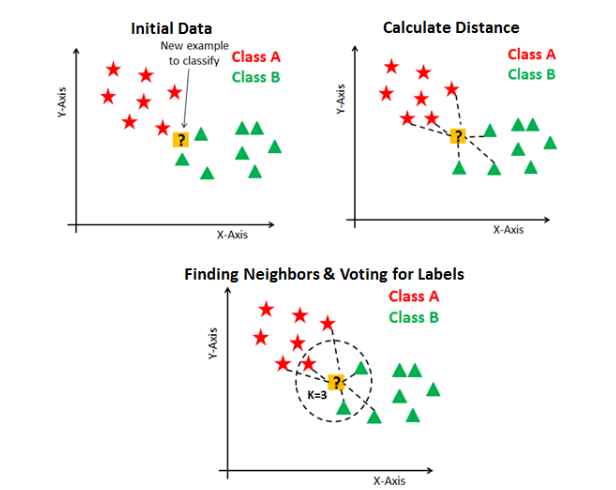 Initial Data
New example
to classify
Class A
Class B
?
Y-Axis
X-Axis
Calculate Distance
Class A
Class B
?
Y-Axis
X-Axis
Finding Neighbors & Voting for Labels
Class A
Class B
?
K=3
Y-Axis
X-Axis